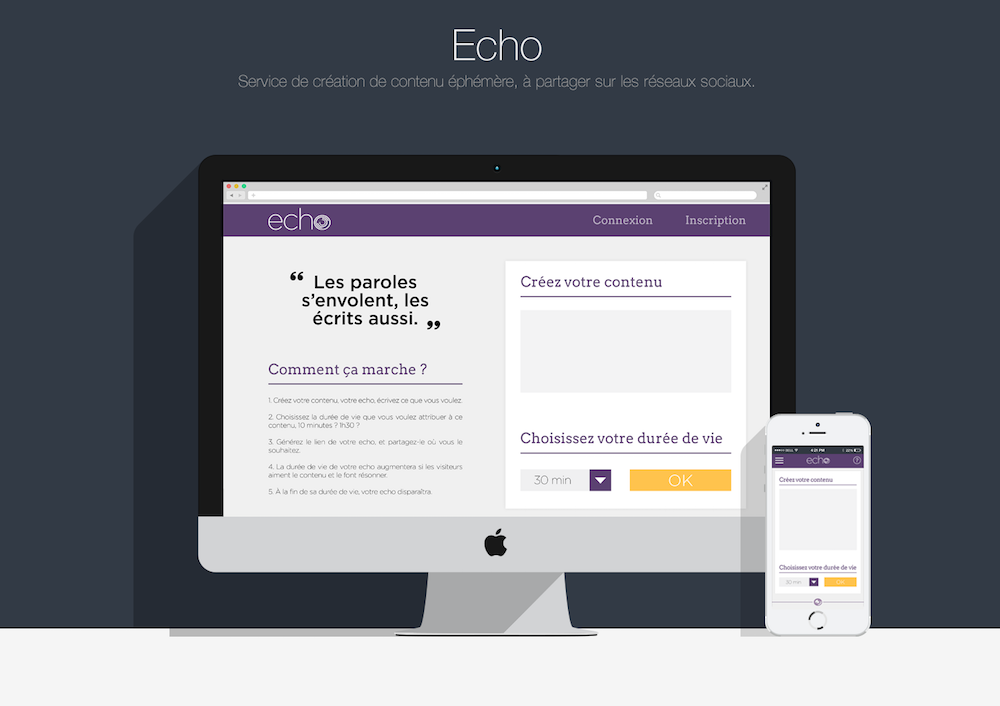 Echo
Service de création de contenu éphémère, à partager sur les réseaux sociaux.
echo
Connexion
Inscription
“ Les paroles
s’envolent, les
écrits aussi. ”
Comment ça marche ?
1. Créez votre contenu, votre echo, écrivez ce que vous voulez.
2. Choisissez la durée de vie que vous voulez attribuer à ce
contenu, 10 minutes ? 1h30 ?
3. Générez le lien de votre echo, et partagez-le où vous le
souhaitez.
4. La durée de vie de votre echo augmentera si les visiteurs
aiment le contenu et le font résonner.
5. À la fin de sa durée de vie, votre echo disparaîtra.
Créez votre contenu
Choisissez votre durée de vie
30 min
OK
4:21 PM
22%
echo
?
Créez votre contenu
Choisissez votre durée de vie
30 min
OK